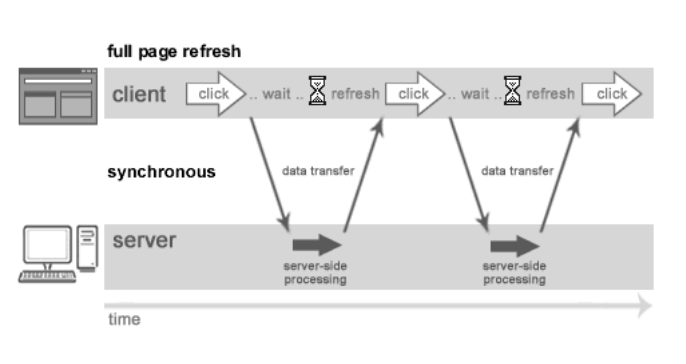 full page refresh
client click .. wait .. refresh click .. wait .. refresh click
synchronous data transfer data transfer
server
server-side processing
server-side processing
time